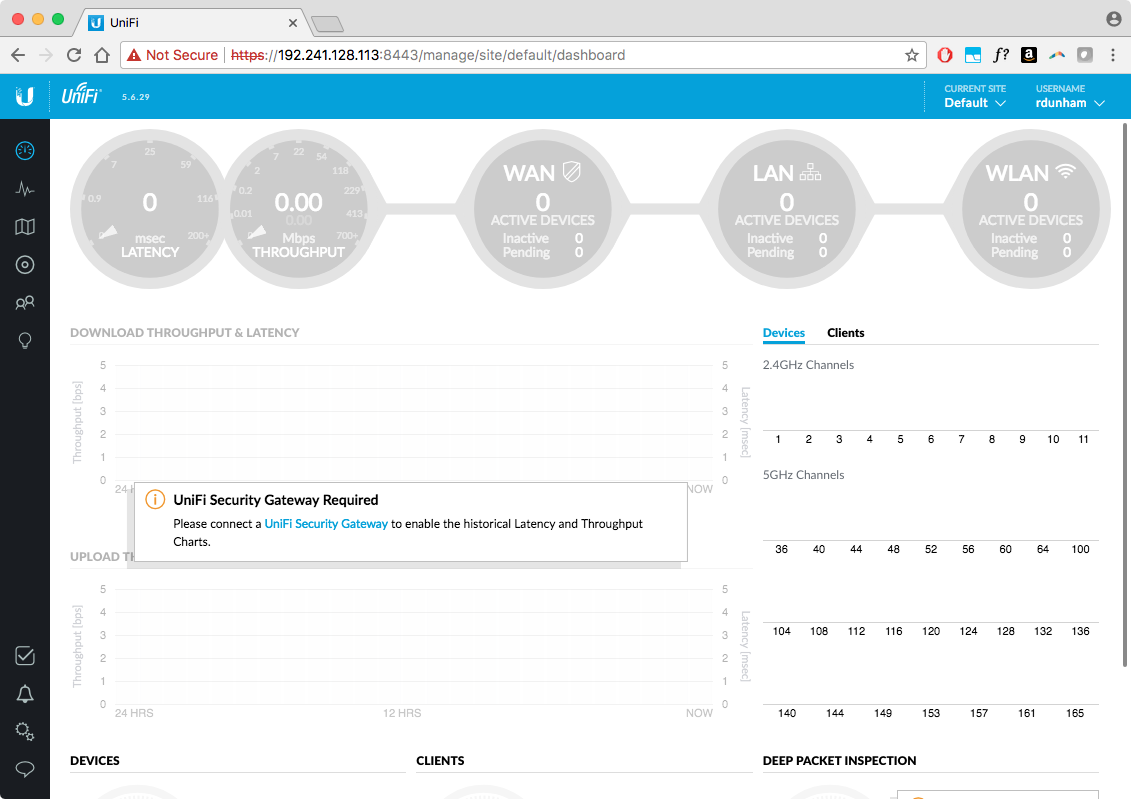 UniFi
Not Secure https://192.241.128.113:8443/manage/site/default/dashboard
f?
a
UniFi 5.6.29
CURRENT SITE
Default
USERNAME
rdunham
0.9 7 25 59 116 200+
0
msec
LATENCY
0 0.01 0.2 2 7 22 54 118 229 413 700+
0.00
0.00
Mbps
THROUGHPUT
WAN
0
ACTIVE DEVICES
Inactive 0
Pending 0
LAN
0
ACTIVE DEVICES
Inactive 0
Pending 0
WLAN
0
ACTIVE DEVICES
Inactive 0
Pending 0
DOWNLOAD THROUGHPUT & LATENCY
Throughput [bps]
5
4
3
2
1
0
5
4
3
2
1
0
Latency [msec]
24 H
NOW
UniFi Security Gateway Required
Please connect a UniFi Security Gateway to enable the historical Latency and Throughput
Charts.
UPLOAD TH
Throughput [bps]
5
4
3
2
1
0
5
4
3
2
1
0
Latency [msec]
24 HRS 12 HRS NOW
Devices Clients
2.4GHz Channels
1 2 3 4 5 6 7 8 9 10 11
5GHz Channels
36 40 44 48 52 56 60 64 100
104 108 112 116 120 124 128 132 136
140 144 149 153 157 161 165
DEVICES
CLIENTS
DEEP PACKET INSPECTION